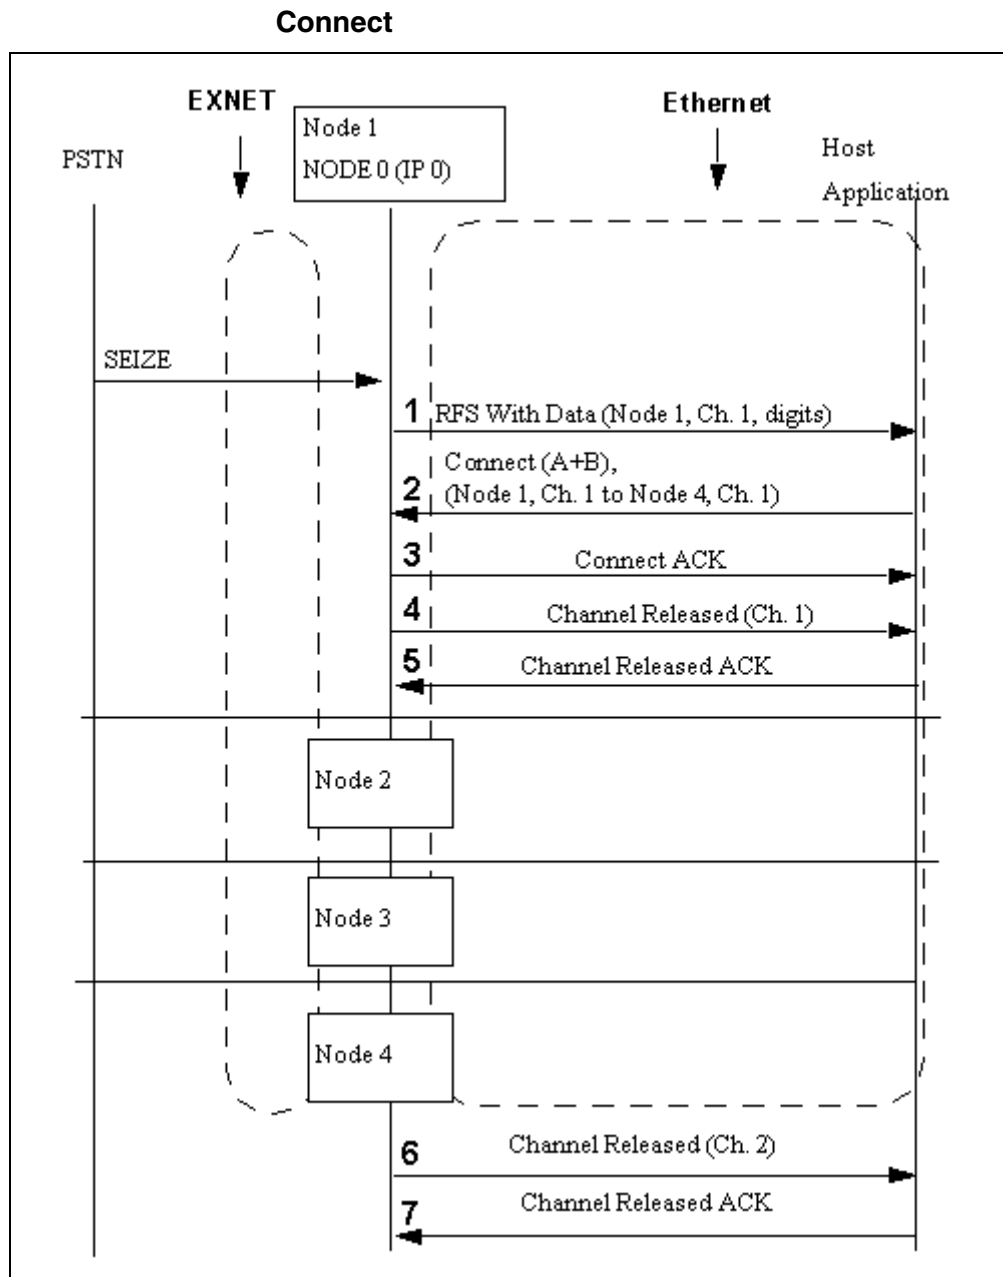 Connect
EXNET
Ethernet
Node 1
NODE 0 (IP 0)
PSTN
Host
Application
SEIZE
1 RFS With Data (Node 1, Ch. 1, digits)
Connect (A+B),
2 (Node 1, Ch. 1 to Node 4, Ch. 1)
3 Connect ACK
4 Channel Released (Ch. 1)
5 Channel Released ACK
Node 2
Node 3
Node 4
6 Channel Released (Ch. 2)
7 Channel Released ACK